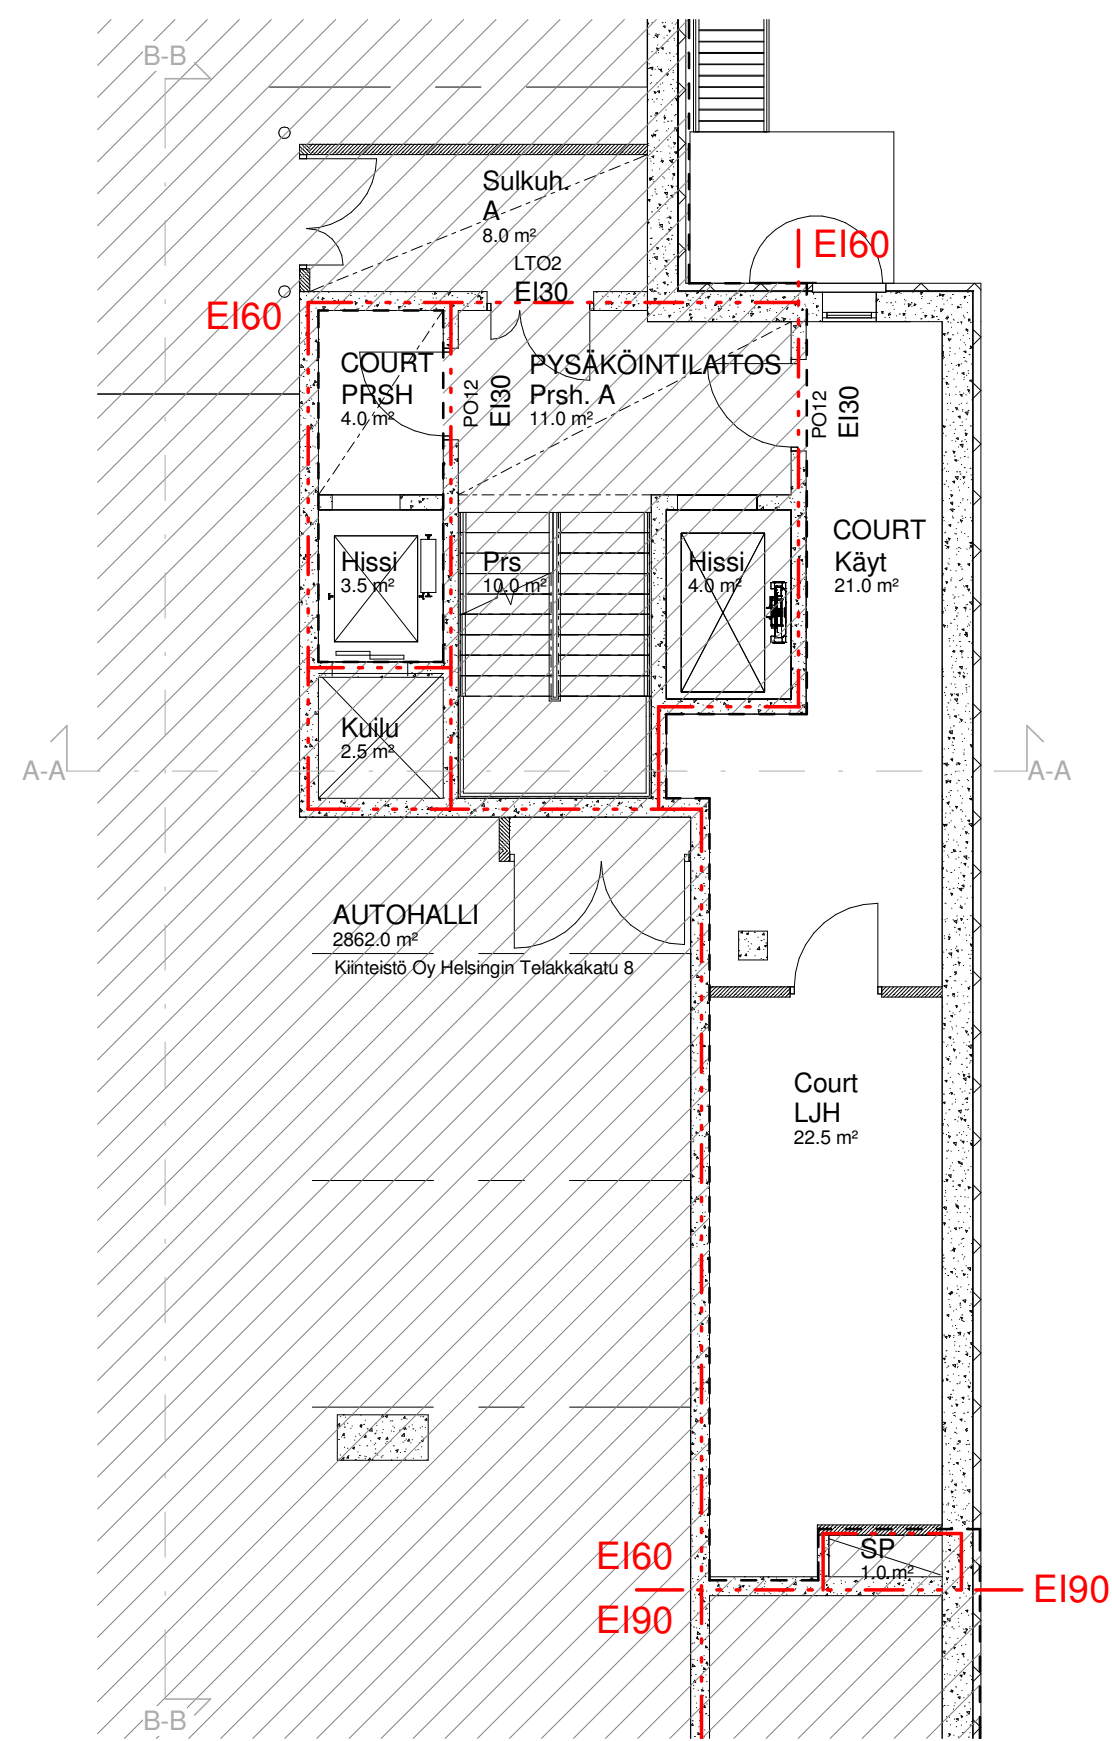 B-B
Sulkuh.
A
8.0 m²
LTO2
EI30
EI60
EI60
COURT
PRSH
4.0 m²
PO12
EI30
PYSÄKÖINTILAITOS
Prsh. A
11.0 m²
PO12
EI30
COURT
Käyt
21.0 m²
Hissi
3.5 m²
Prs
10.0 m²
Hissi
4.0 m²
Kuilu
2.5 m²
A-A
A-A
AUTOHALLI
2862.0 m²
Kiinteistö Oy Helsingin Telakkakatu 8
Court
LJH
22.5 m²
SP
1.0 m²
EI60
EI90
EI90
B-B